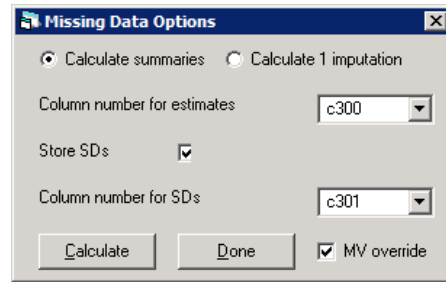 Missing Data Options
Calculate summaries Calculate 1 imputation
Column number for estimates c300
Store SDs
Column number for SDs c301
Calculate Done MV override